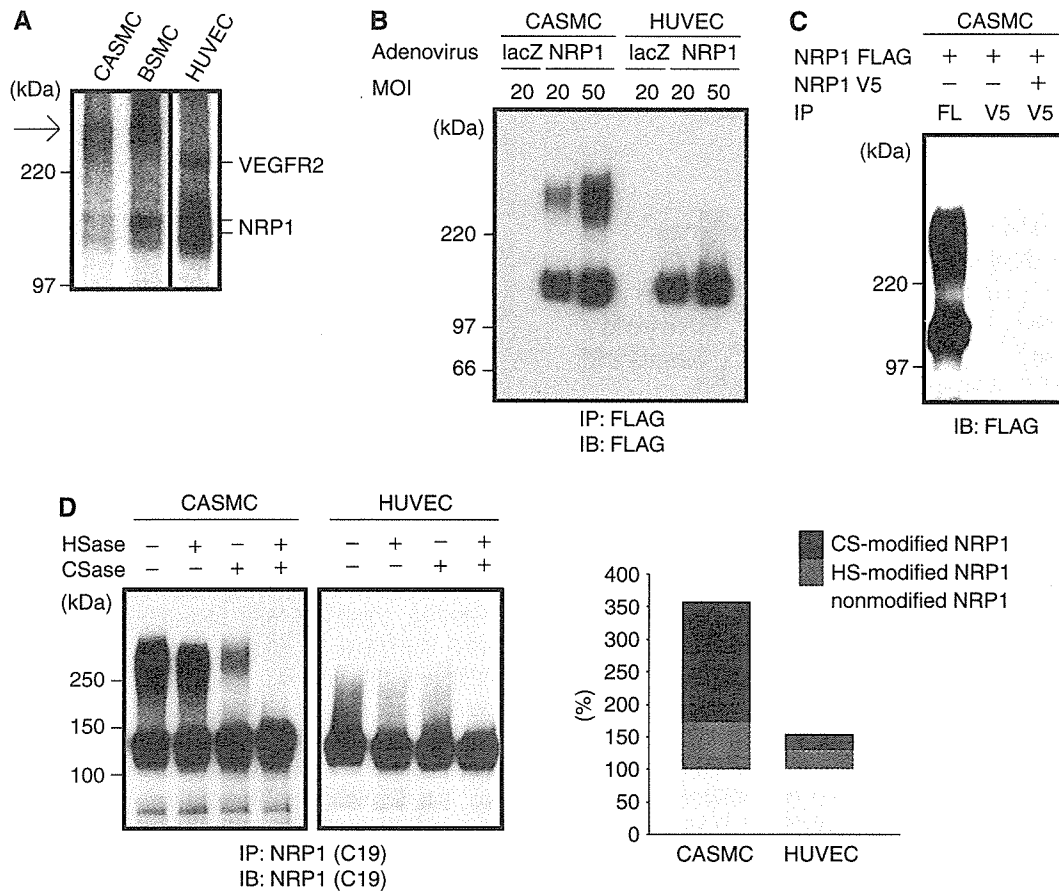 A
CASMC
BSMC
HUVEC
(kDa)
220
97
VEGFR2
NRP1
B
CASMC HUVEC
Adenovirus lacZ NRP1 lacZ NRP1
MOI 20 20 50 20 20 50
(kDa)
220
97
66
IP: FLAG
IB: FLAG
C
CASMC
NRP1 FLAG + + +
NRP1 V5 − − +
IP FL V5 V5
(kDa)
220
97
IB: FLAG
D
CASMC HUVEC
HSase − + − + − + − +
CSase − − + + − − + +
(kDa)
250
150
100
IP: NRP1 (C19)
IB: NRP1 (C19)
CS-modified NRP1
HS-modified NRP1
nonmodified NRP1
(%)
400
350
300
250
200
150
100
50
0
CASMC HUVEC